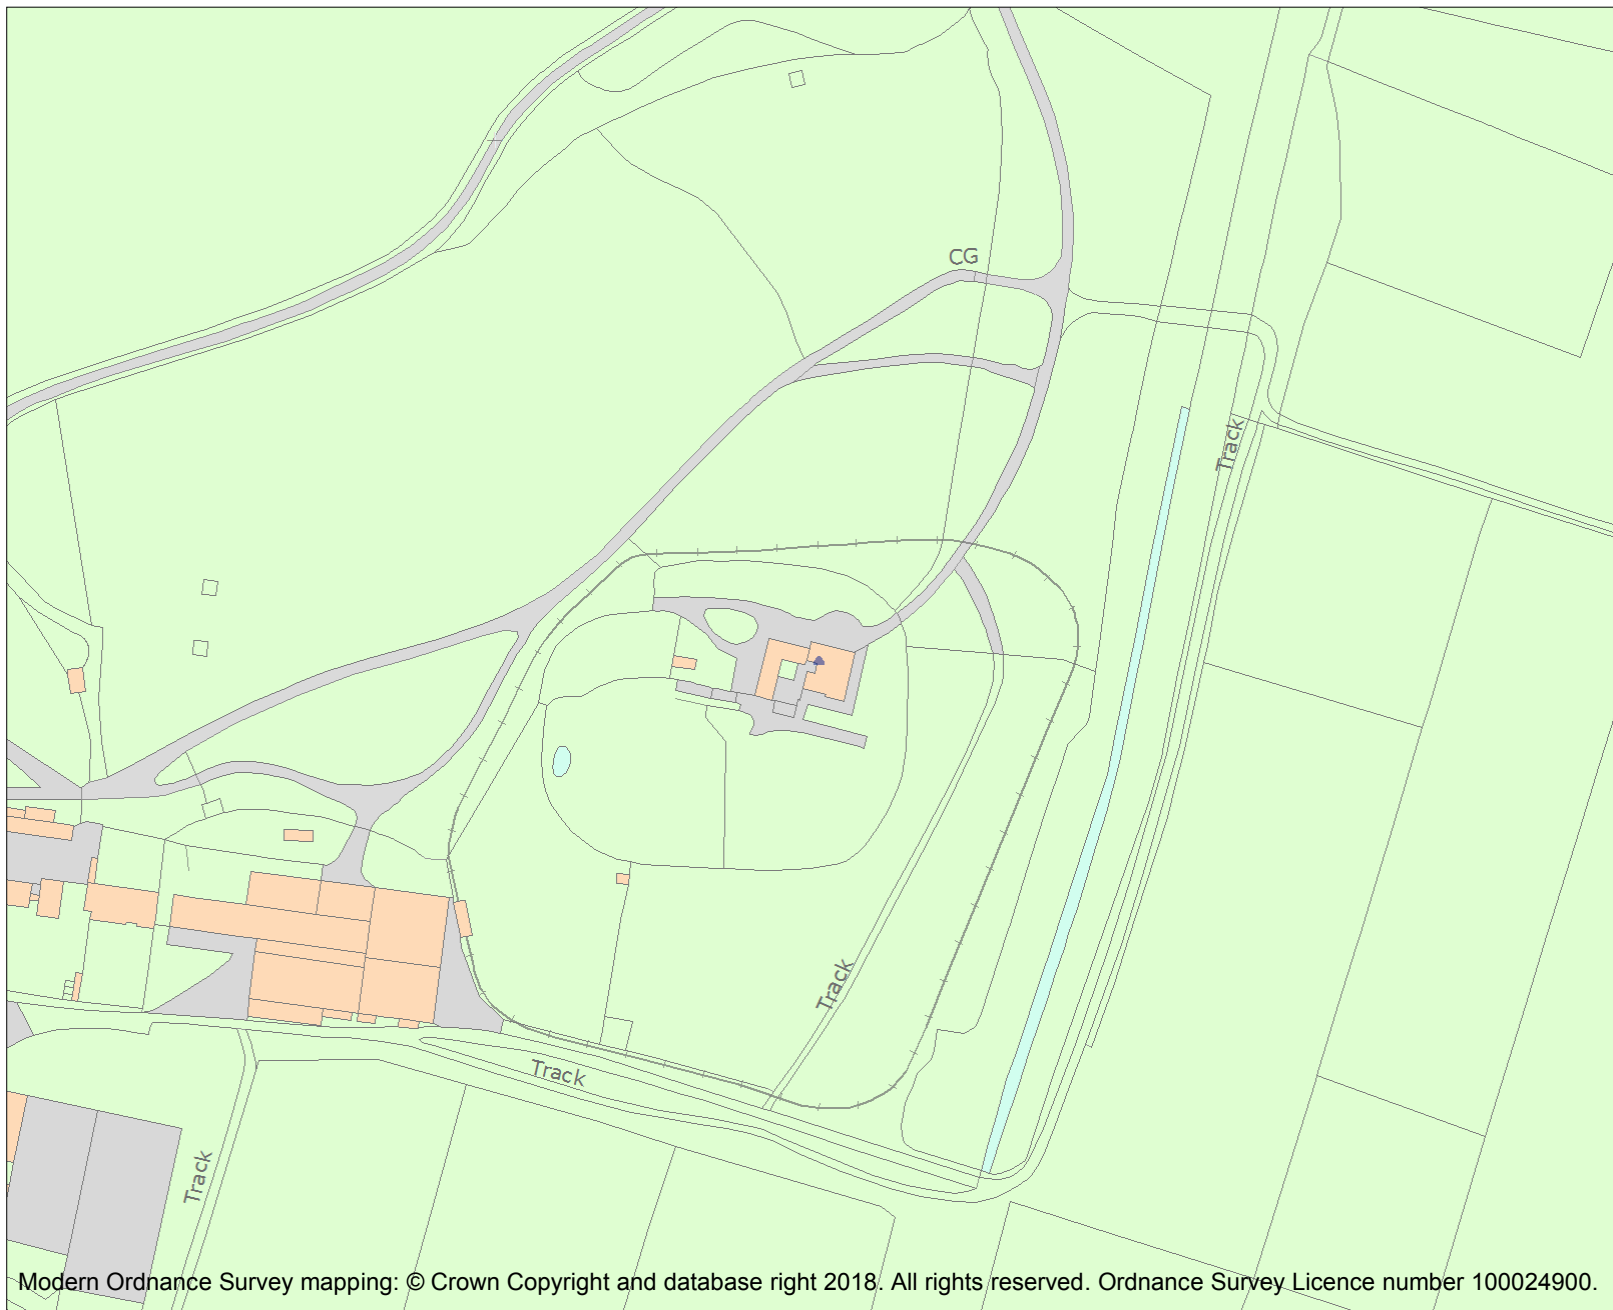 CG
Track
Track
Track
Track
Modern Ordnance Survey mapping: © Crown Copyright and database right 2018. All rights reserved. Ordnance Survey Licence number 100024900.